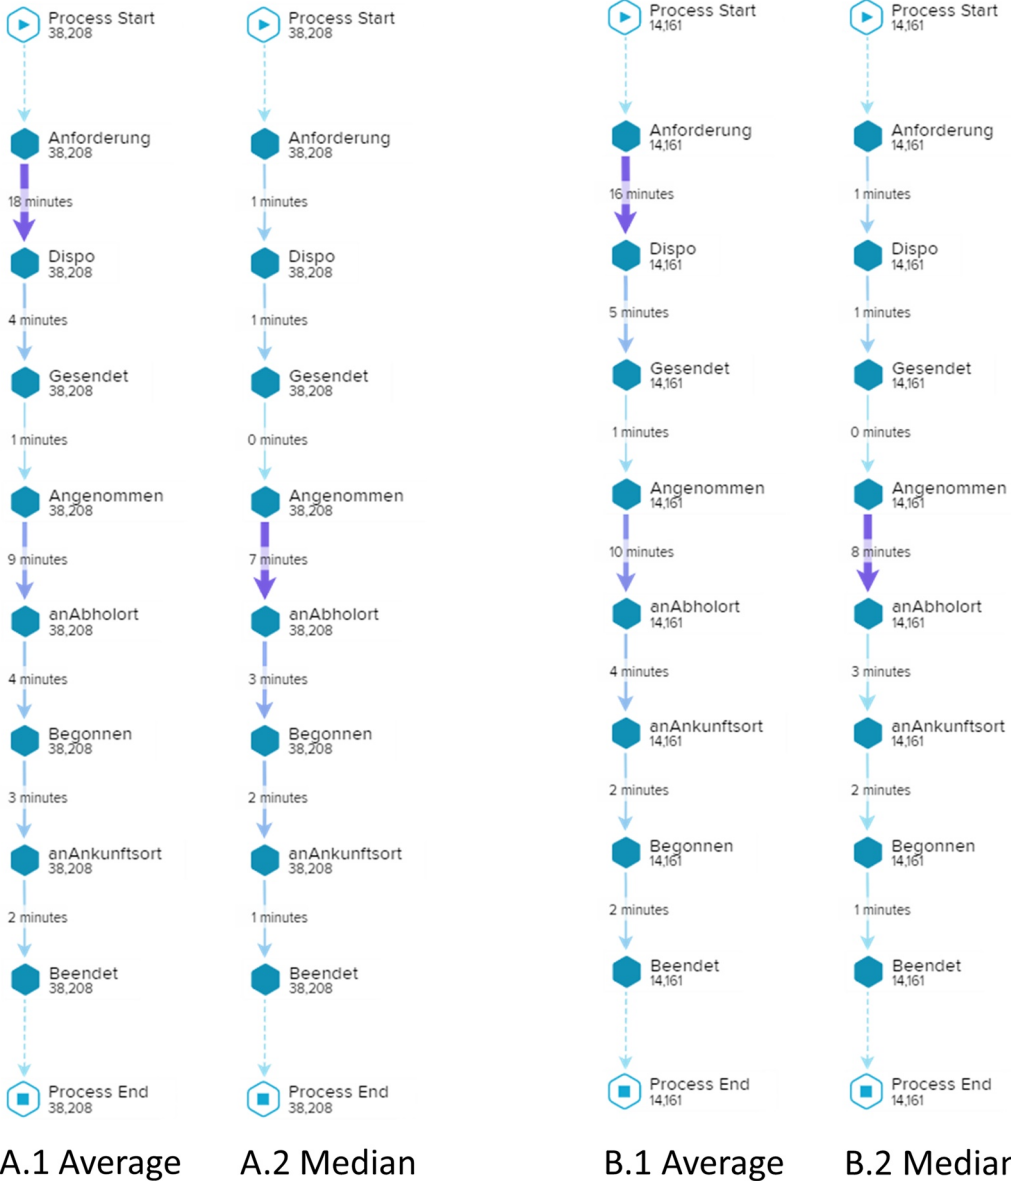 Process Start
38,208
Anforderung
38,208
18 minutes
Dispo
38,208
4 minutes
Gesendet
38,208
1 minutes
Angenommen
38,208
9 minutes
anAbholort
38,208
4 minutes
Begonnen
38,208
3 minutes
anAnkunftsort
38,208
2 minutes
Beendet
38,208
Process End
38,208
A.1 Average
Process Start
38,208
Anforderung
38,208
1 minutes
Dispo
38,208
1 minutes
Gesendet
38,208
0 minutes
Angenommen
38,208
7 minutes
anAbholort
38,208
3 minutes
Begonnen
38,208
2 minutes
anAnkunftsort
38,208
1 minutes
Beendet
38,208
Process End
38,208
A.2 Median
Process Start
14,161
Anforderung
14,161
16 minutes
Dispo
14,161
5 minutes
Gesendet
14,161
1 minutes
Angenommen
14,161
10 minutes
anAbholort
14,161
4 minutes
anAnkunftsort
14,161
2 minutes
Begonnen
14,161
2 minutes
Beendet
14,161
Process End
14,161
B.1 Average
Process Start
14,161
Anforderung
14,161
1 minutes
Dispo
14,161
1 minutes
Gesendet
14,161
0 minutes
Angenommen
14,161
8 minutes
anAbholort
14,161
3 minutes
anAnkunftsort
14,161
2 minutes
Begonnen
14,161
1 minutes
Beendet
14,161
Process End
14,161
B.2 Median